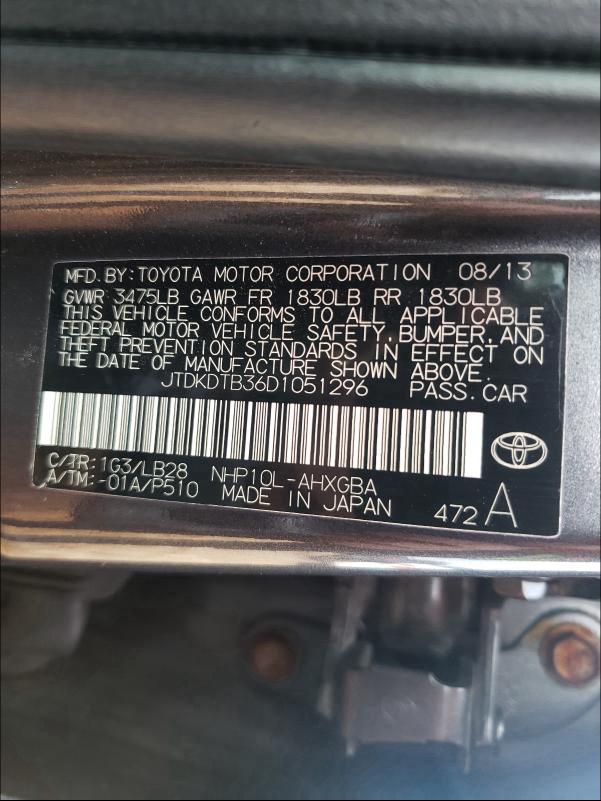 MFD.BY:TOYOTA MOTOR CORPORATION 08/13
GVWR 3475LB GAWR FR 1830LB RR 1830LB
THIS VEHICLE CONFORMS TO ALL APPLICABLE
FEDERAL MOTOR VEHICLE SAFETY,BUMPER,AND
THEFT PREVENTION STANDARDS IN EFFECT ON
THE DATE OF MANUFACTURE SHOWN ABOVE.
JTDKDTB36D1051296 PASS.CAR
C/TR:1G3/LB28 NHP10L-AHXGBA
A/TM:-01A/P510 MADE IN JAPAN 472 A